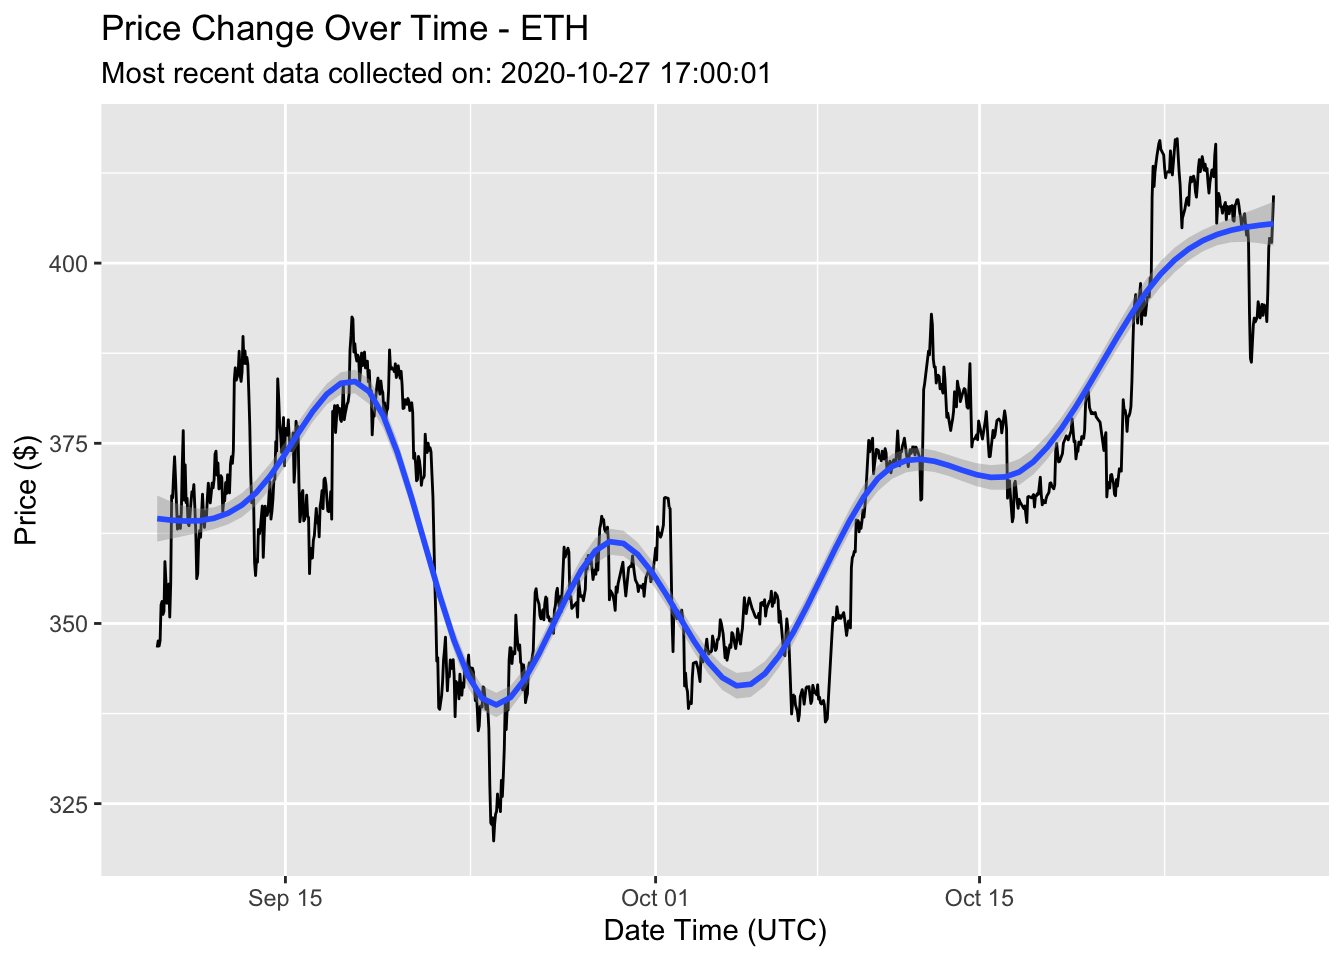 Price Change Over Time - ETH
Most recent data collected on: 2020-10-27 17:00:01
Price ($)
400
375
350
325
Sep 15
Oct 01
Oct 15
Date Time (UTC)